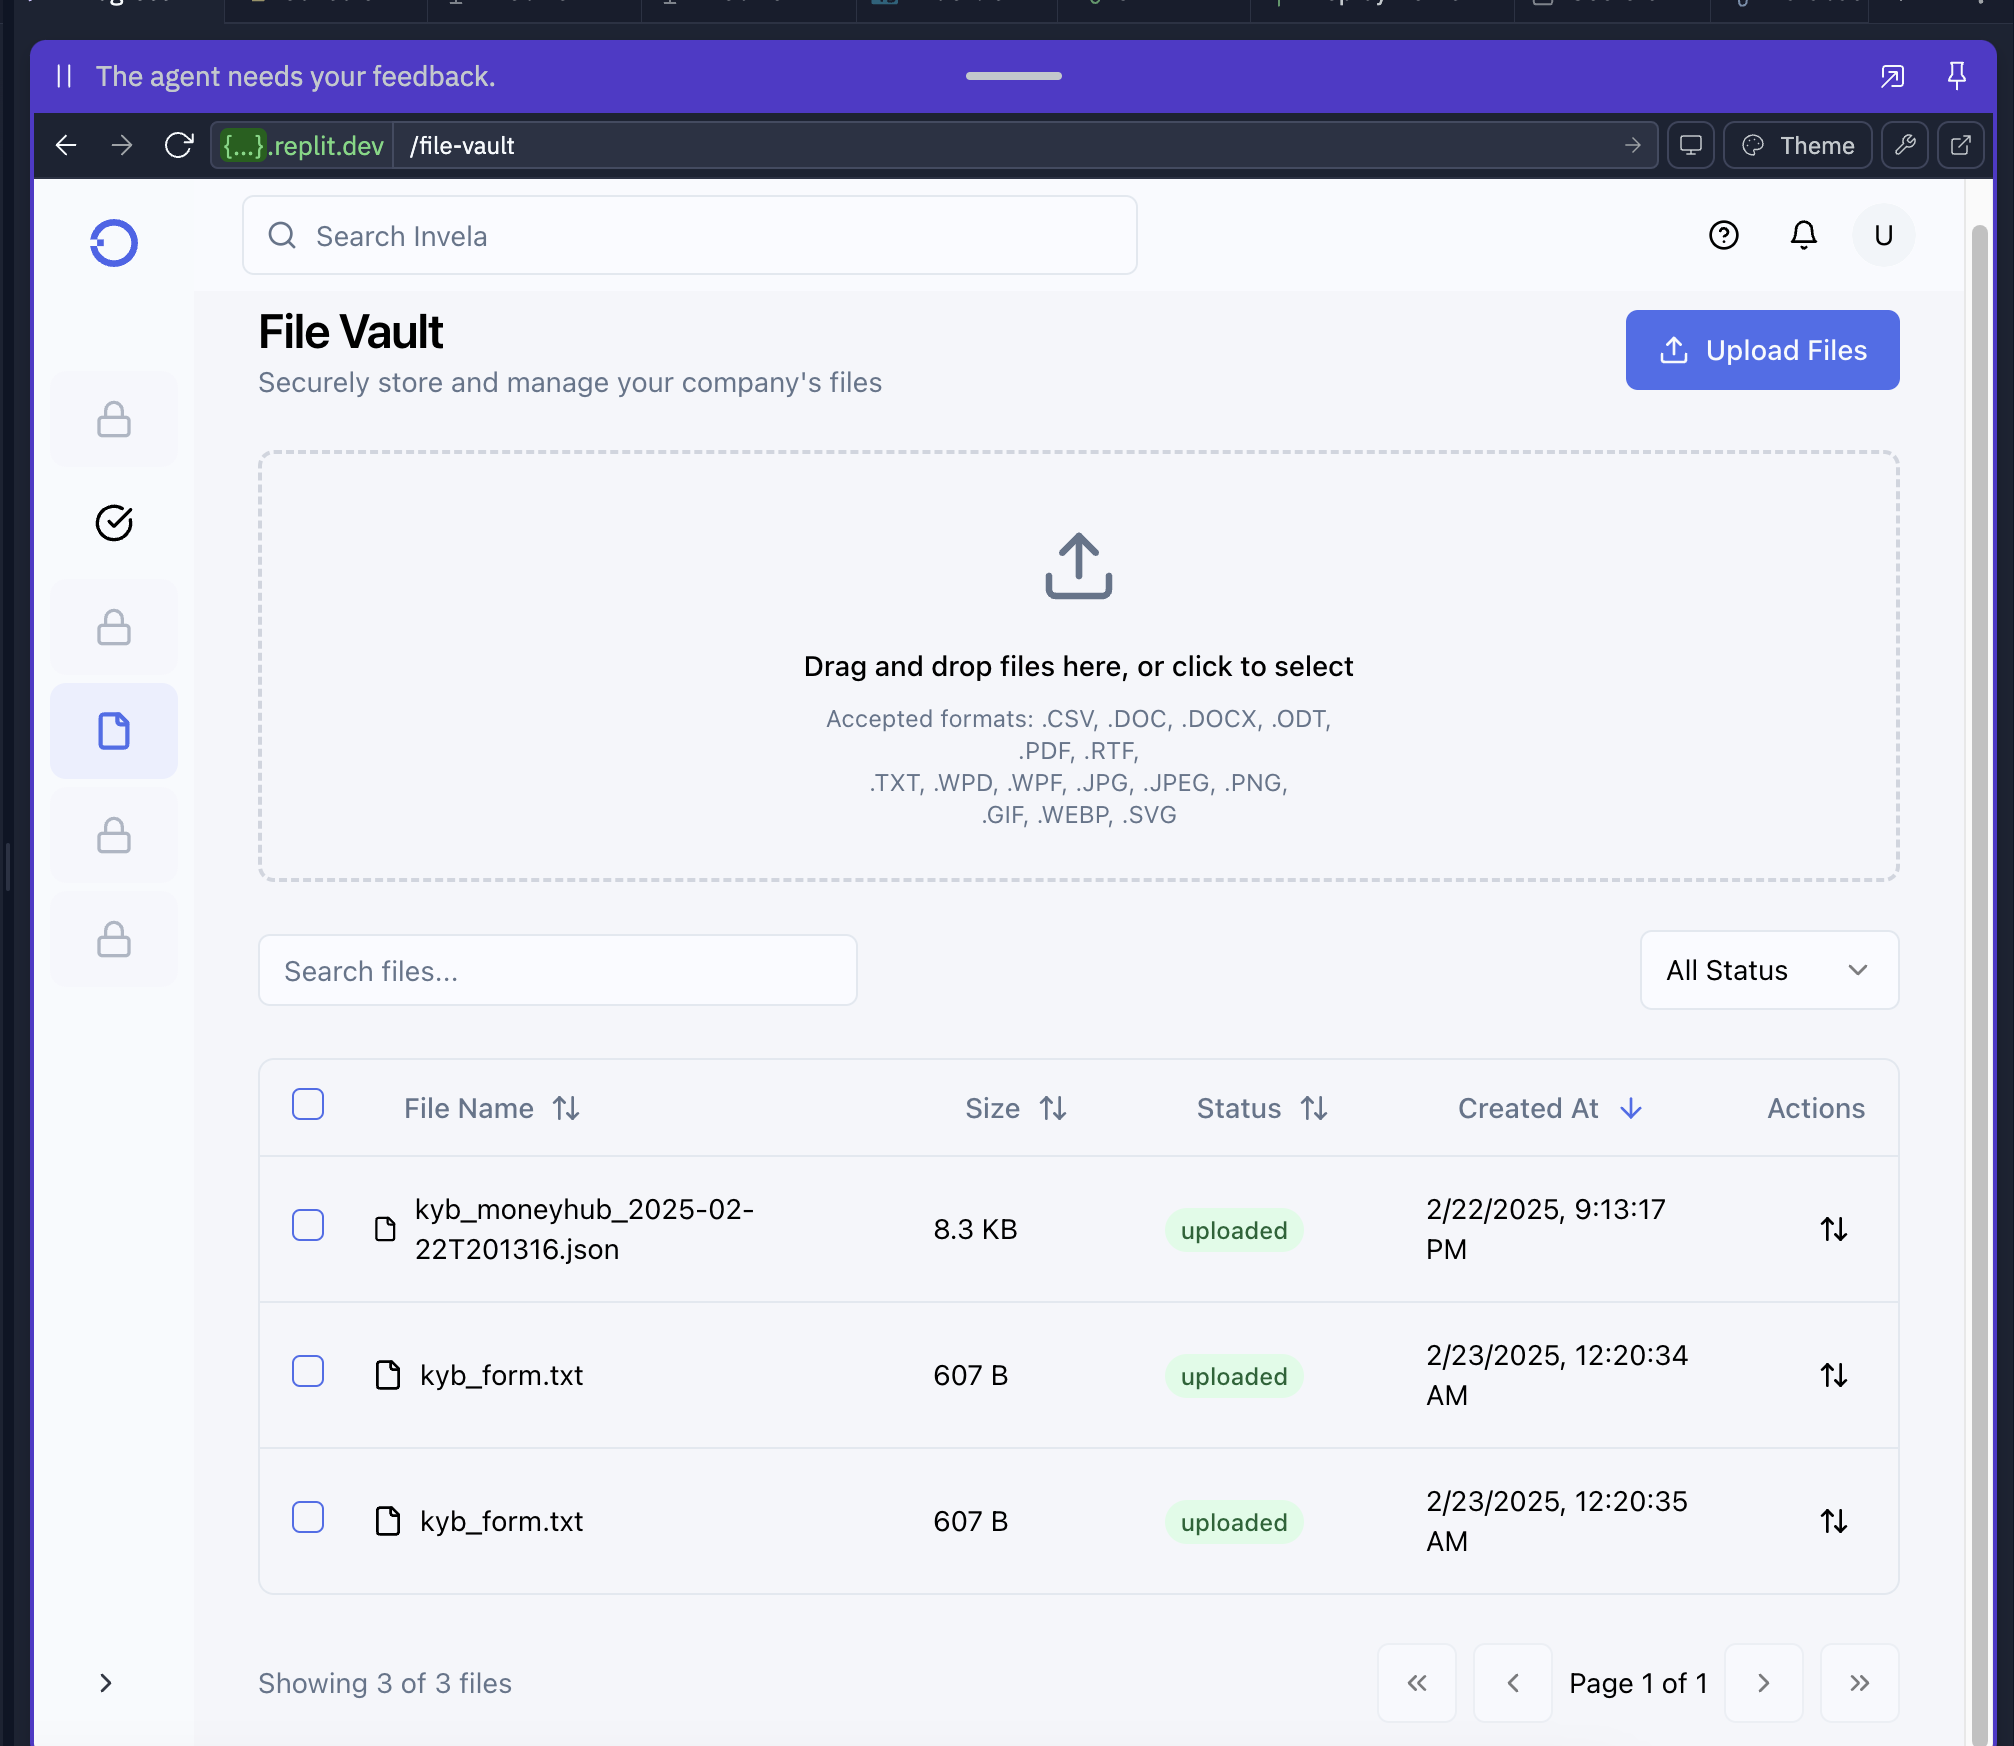 The agent needs your feedback.
{...}.replit.dev
/file-vault
Theme
Search Invela
U
File Vault
Securely store and manage your company's files
Upload Files
Drag and drop files here, or click to select
Accepted formats: .CSV, .DOC, .DOCX, .ODT,
.PDF, .RTF,
.TXT, .WPD, .WPF, .JPG, .JPEG, .PNG,
.GIF, .WEBP, .SVG
Search files...
All Status
File Name
Size
Status
Created At
Actions
kyb_moneyhub_2025-02-
22T201316.json
8.3 KB
uploaded
2/22/2025, 9:13:17
PM
kyb_form.txt
607 B
uploaded
2/23/2025, 12:20:34
AM
kyb_form.txt
607 B
uploaded
2/23/2025, 12:20:35
AM
Showing 3 of 3 files
Page 1 of 1